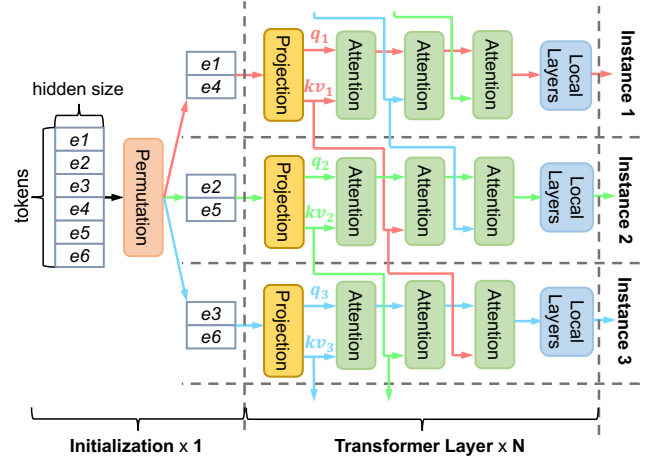 hidden size
tokens
e1
e2
e3
e4
e5
e6
Permutation
e1
e4
e2
e5
e3
e6
Projection
q1
kv1
Attention
Attention
Attention
Local Layers
Instance 1
Projection
q2
kv2
Attention
Attention
Attention
Local Layers
Instance 2
Projection
q3
kv3
Attention
Attention
Attention
Local Layers
Instance 3
Initialization x 1
Transformer Layer x N